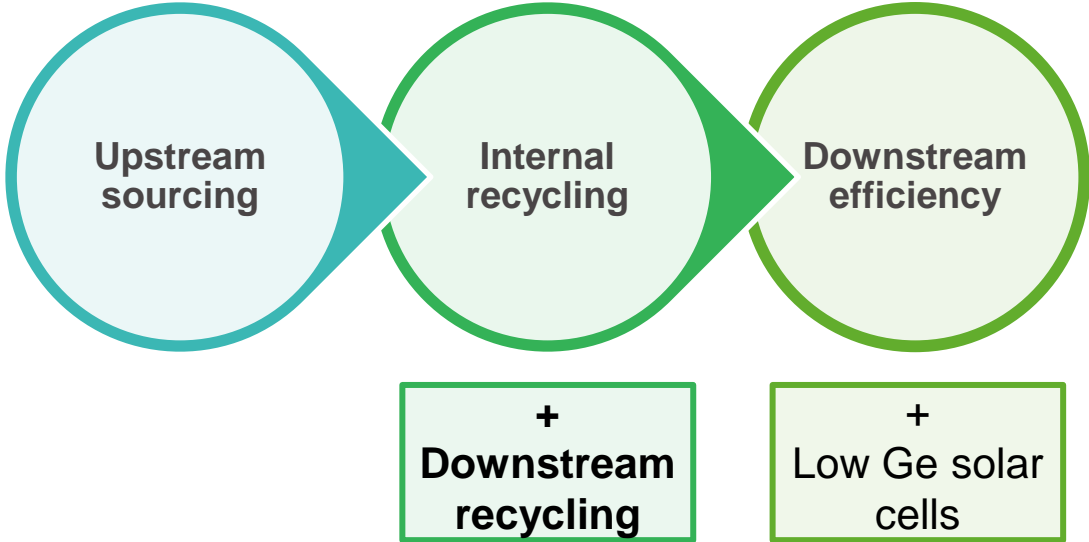 Upstream
sourcing
Internal
recycling
Downstream
efficiency
+
Downstream
recycling
+
Low Ge solar
cells